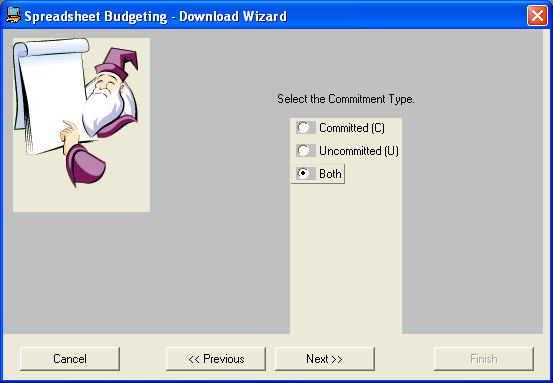 Spreadsheet Budgeting - Download Wizard
Select the Commitment Type.
Committed (C)
Uncommitted (U)
Both
Cancel
<< Previous
Next >>
Finish